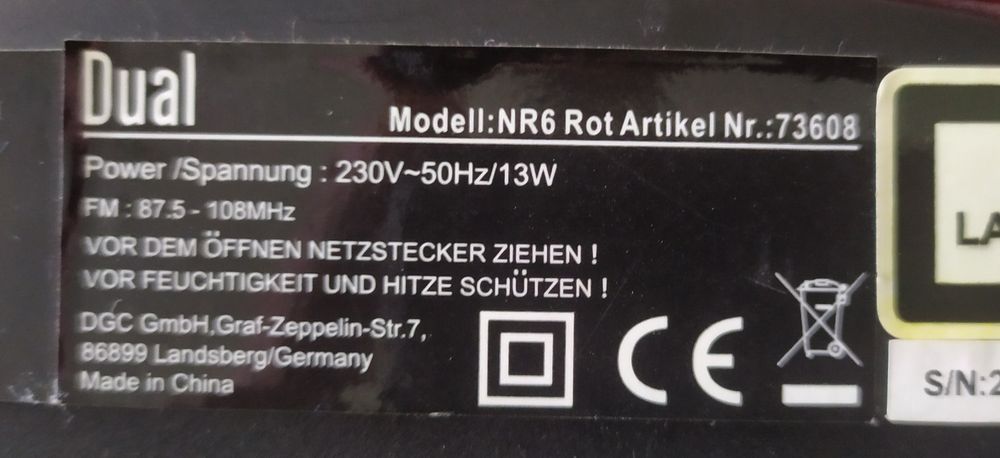 Dual
Modell:NR6 Rot Artikel Nr.:73608
Power /Spannung : 230V~50Hz/13W
FM : 87.5 - 108MHz
VOR DEM ÖFFNEN NETZSTECKER ZIEHEN !
VOR FEUCHTIGKEIT UND HITZE SCHÜTZEN !
DGC GmbH,Graf-Zeppelin-Str.7,
86899 Landsberg/Germany
Made in China
CE
LA
S/N:2